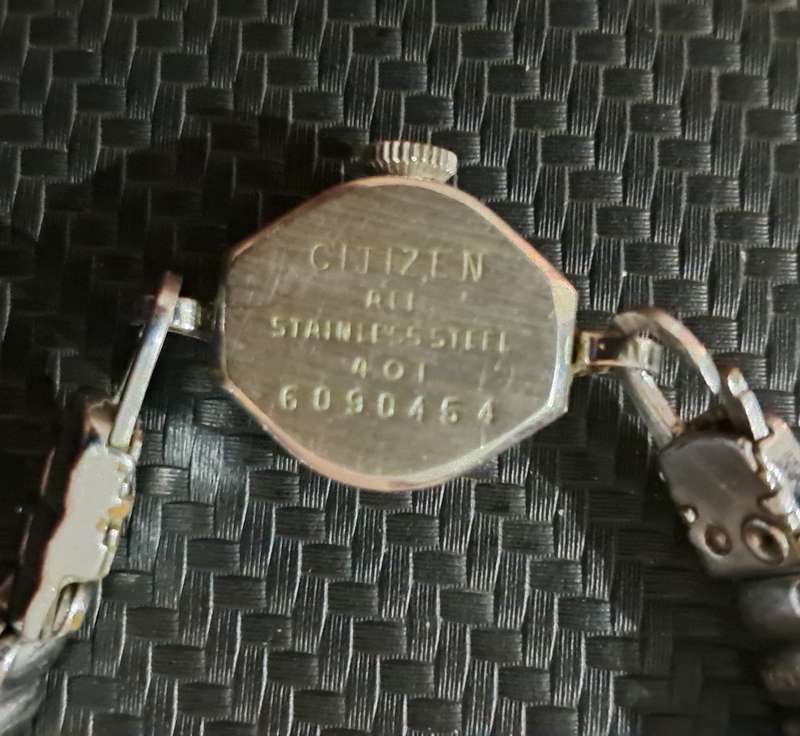 CITIZEN
ALL
STAINLESS STEEL
401
6090454